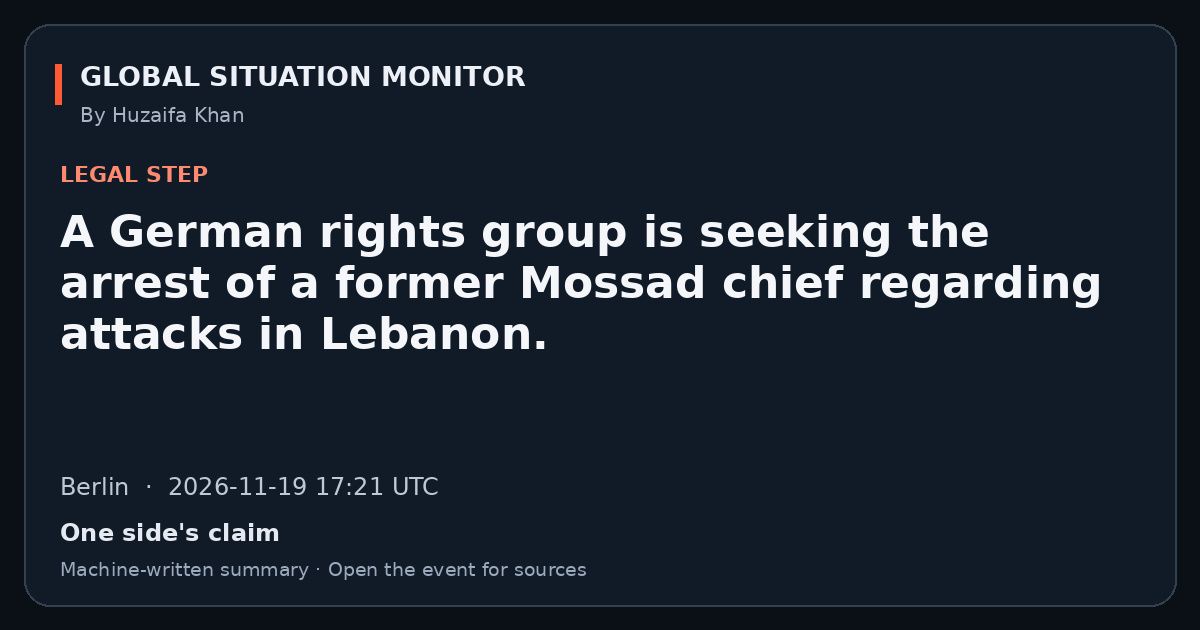 GLOBAL SITUATION MONITOR
By Huzaifa Khan
LEGAL STEP
A German rights group is seeking the
arrest of a former Mossad chief regarding
attacks in Lebanon.
Berlin · 2026-11-19 17:21 UTC
One side's claim
Machine-written summary · Open the event for sources